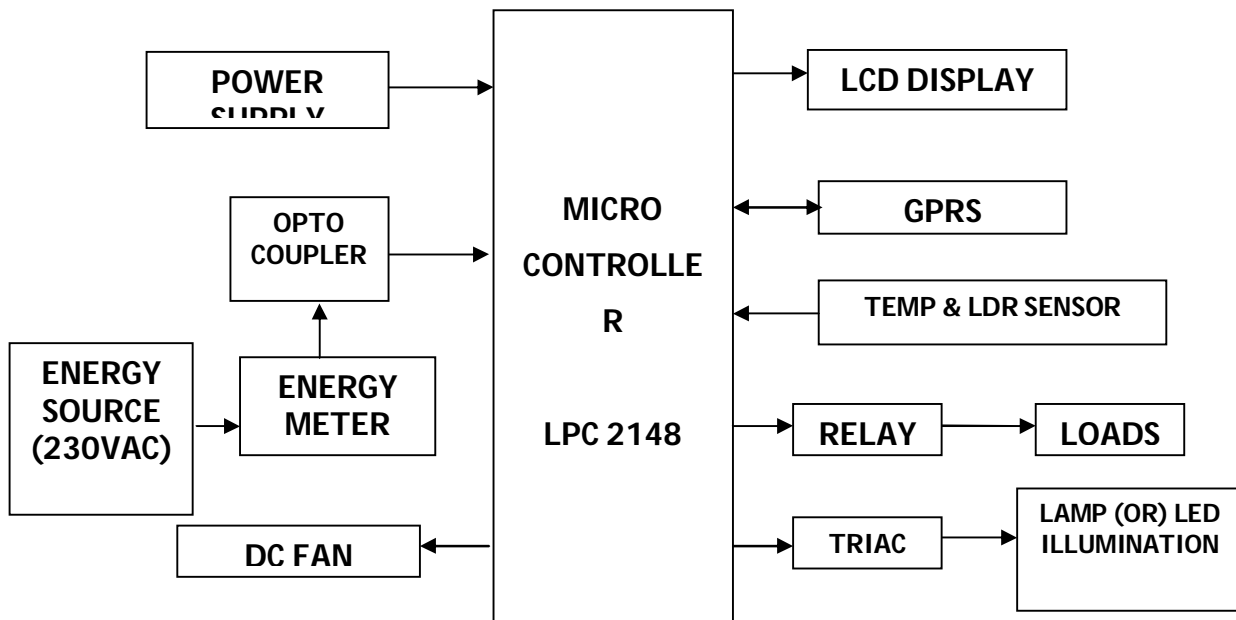 POWER
SUPPLY
LCD DISPLAY
MICRO
CONTROLLE
R
LPC 2148
OPTO
COUPLER
GPRS
TEMP & LDR SENSOR
ENERGY
SOURCE
(230VAC)
ENERGY
METER
RELAY
LOADS
DC FAN
TRIAC
LAMP (OR) LED
ILLUMINATION